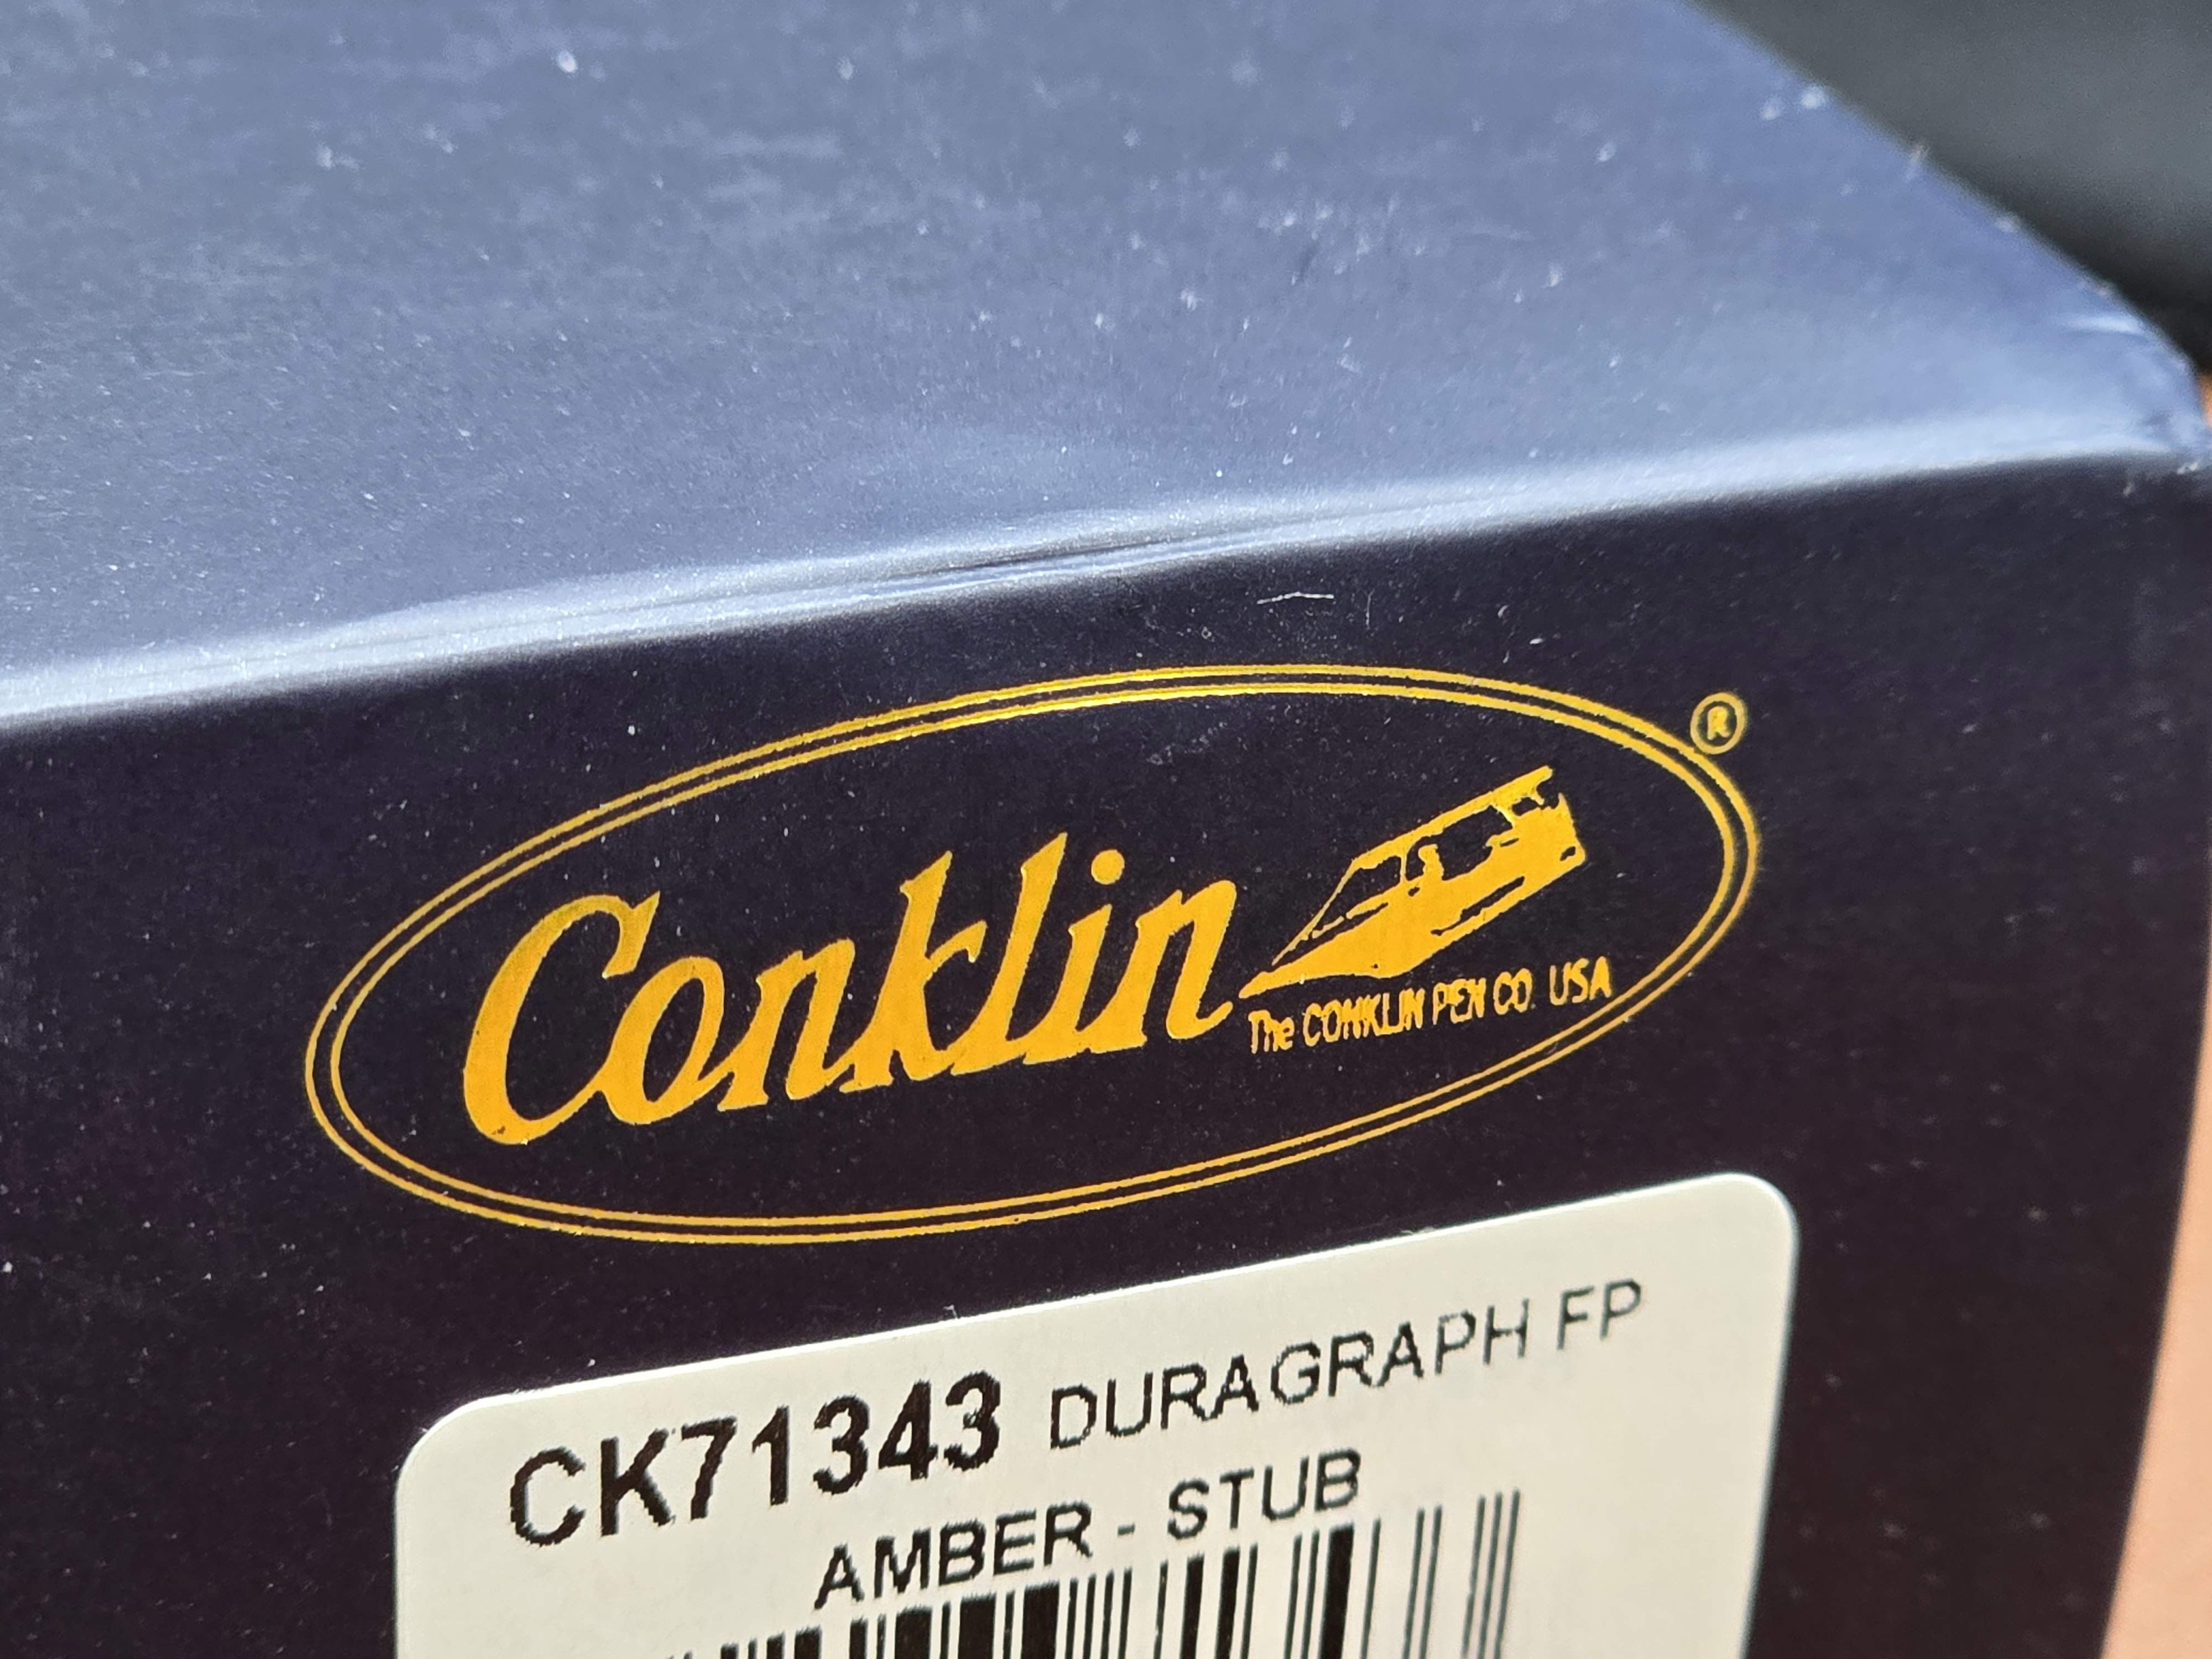 ®
Conklin
The CONKLIN PEN CO. USA
CK71343 DURAGRAPH FP
AMBER - STUB